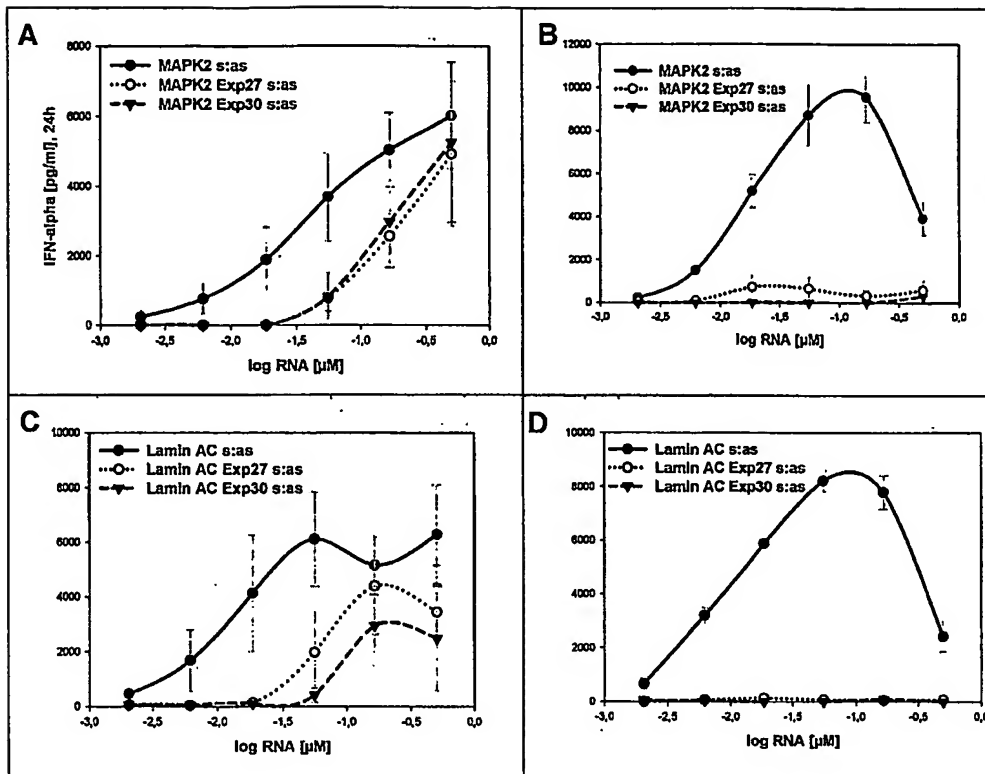 A
8000
6000
4000
2000
0
IFN-alpha [pg/ml], 24h
MAPK2 s:as
MAPK2 Exp27 s:as
MAPK2 Exp30 s:as
-3,0 -2,5 -2,0 -1,5 -1,0 -0,5 0,0
log RNA [µM]
B
12000
10000
8000
6000
4000
2000
0
MAPK2 s:as
MAPK2 Exp27 s:as
MAPK2 Exp30 s:as
-3,0 -2,5 -2,0 -1,5 -1,0 -0,5 0,0
log RNA [µM]
C
10000
8000
6000
4000
2000
0
Lamin AC s:as
Lamin AC Exp27 s:as
Lamin AC Exp30 s:as
-3,0 -2,5 -2,0 -1,5 -1,0 -0,5 0,0
log RNA [µM]
D
10000
8000
6000
4000
2000
0
Lamin AC s:as
Lamin AC Exp27 s:as
Lamin AC Exp30 s:as
-3,0 -2,5 -2,0 -1,5 -1,0 -0,5 0,0
log RNA [µM]